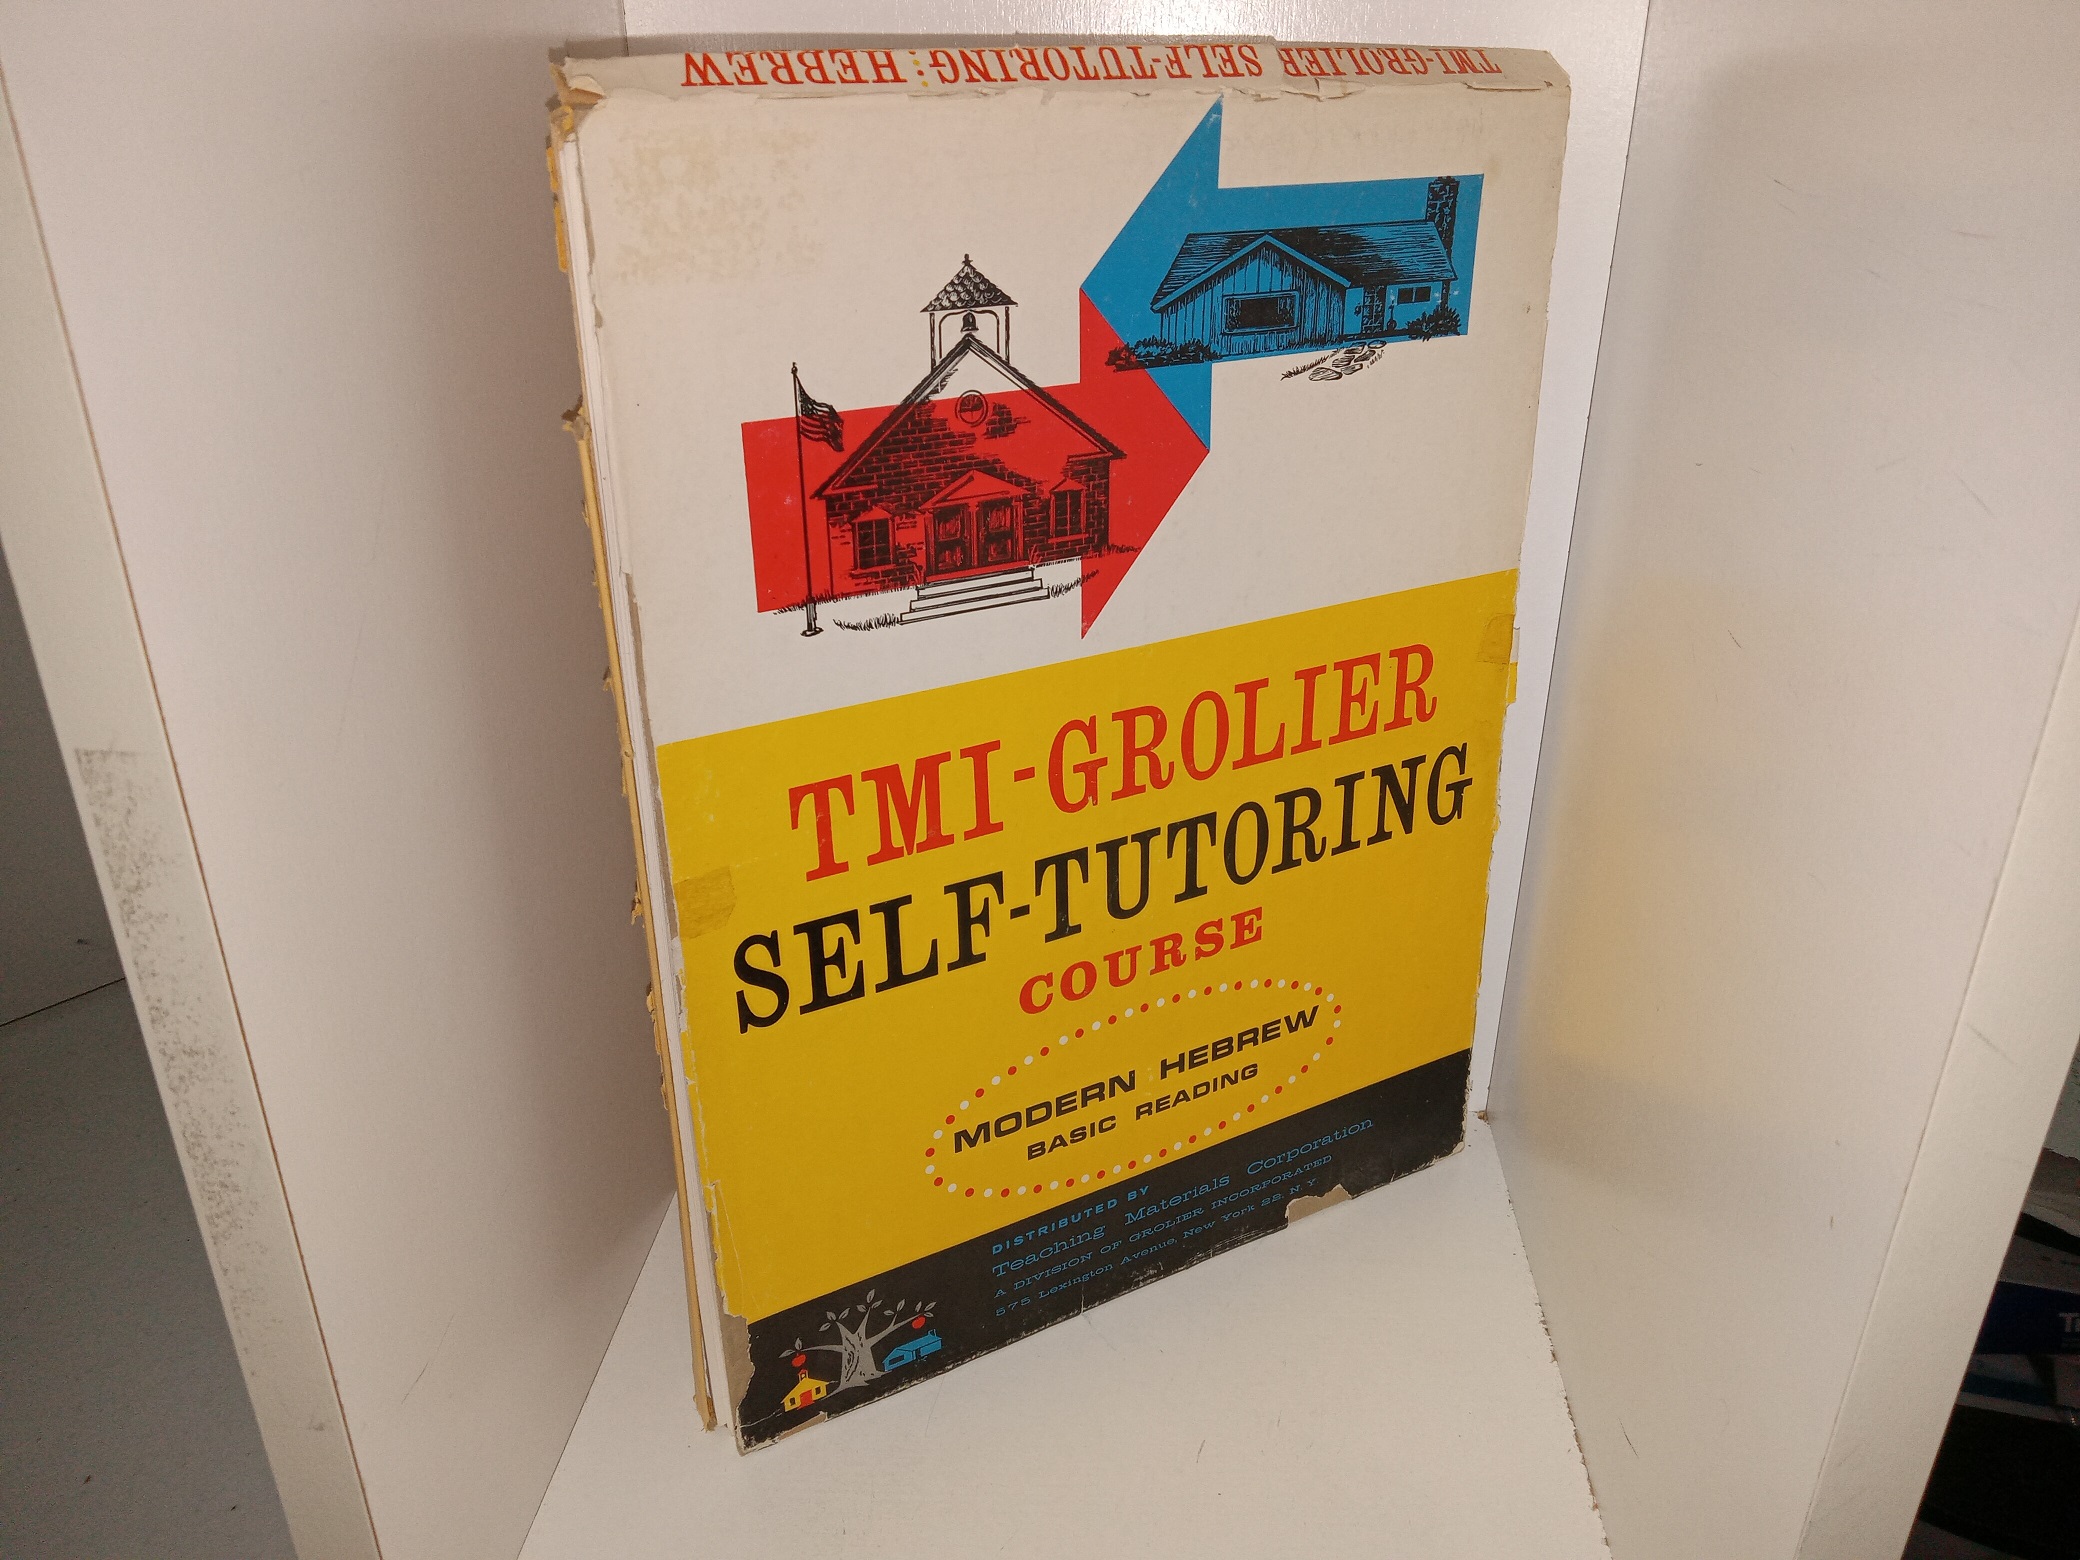 TMI-GROLIER SELF-TUTORING: HEBREW
TMI-GROLIER
SELF-TUTORING
COURSE
MODERN HEBREW
BASIC READING
DISTRIBUTED BY
Teaching Materials Corporation
A DIVISION OF GROLIER INCORPORATED
575 Lexington Avenue, New York 22, N.Y.